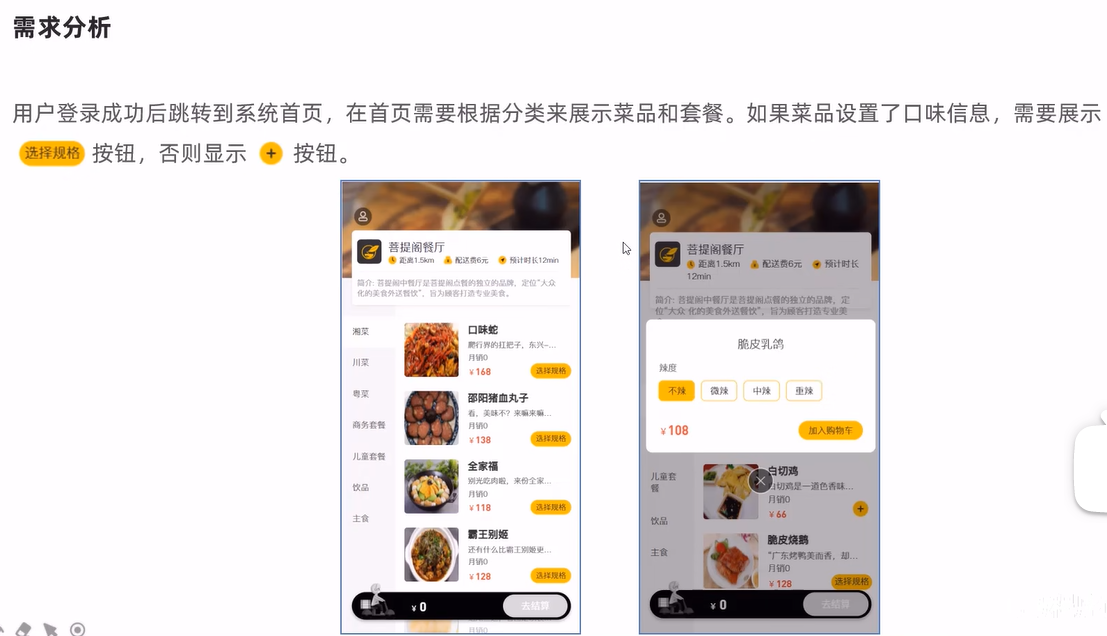 需求分析
用户登录成功后跳转到系统首页，在首页需要根据分类来展示菜品和套餐。如果菜品设置了口味信息，需要展示
选择规格 按钮，否则显示 + 按钮。
菩提阁餐厅
距离1.5km 配送费6元 预计时长12min
简介: 菩提阁中餐厅是菩提阁点餐的独立的品牌，定位“大众
化的美食外送餐饮”，旨为顾客打造专业美食。
湘菜
川菜
粤菜
商务套餐
儿童套餐
饮品
主食
口味蛇
爬行界的扛把子，东兴-...
月销0
¥168
选择规格
邵阳猪血丸子
看，美味不？来嘛来嘛...
月销0
¥138
选择规格
全家福
别光吃肉啦，来份全家...
月销0
¥118
选择规格
霸王别姬
还有什么比霸王别姬更...
月销0
¥128
选择规格
¥0
去结算
菩提阁餐厅
距离1.5km 配送费6元 预计时长
12min
简介: 菩提阁中餐厅是菩提阁点餐的独立的品牌，定
位“大众 化的美食外送餐饮”，旨为顾客打造专业美
脆皮乳鸽
辣度
不辣 微辣 中辣 重辣
¥108
加入购物车
儿童套
餐
饮品
主食
白切鸡
白切鸡是一道色香味...
月销0
¥66
+
脆皮烧鹅
“广东烤鸭美而香，却...
月销0
¥128
选择规格
¥0
去结算